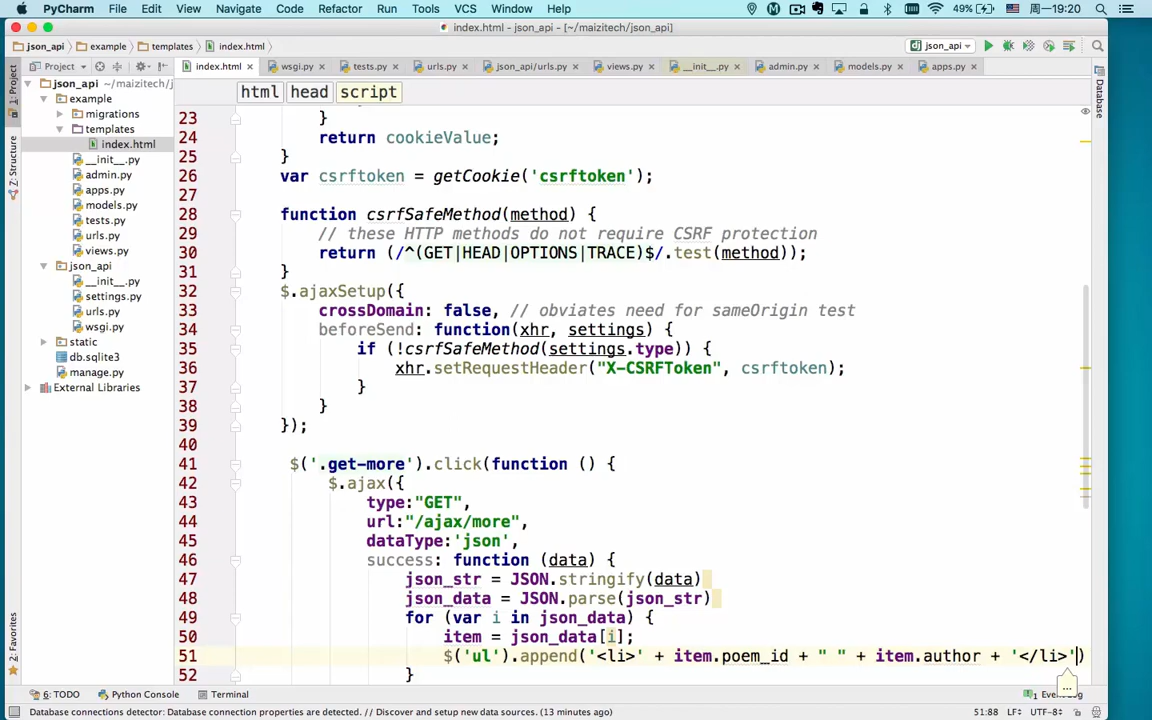 PyCharm File Edit View Navigate Code Refactor Run Tools VCS Window Help 49% 周一19:20
index.html - json_api - [~/maizitech/json_api]
json_api example templates index.html json_api
Project index.html wsgi.py tests.py urls.py json_api/urls.py views.py __init__.py admin.py models.py apps.py
1: Project
Z: Structure
2: Favorites
Database
json_api ~/maizitech/j
example
migrations
templates
index.html
__init__.py
admin.py
apps.py
models.py
tests.py
urls.py
views.py
json_api
__init__.py
settings.py
urls.py
wsgi.py
static
db.sqlite3
manage.py
External Libraries
html head script
23 }
24 return cookieValue;
25 }
26 var csrftoken = getCookie('csrftoken');
27
28 function csrfSafeMethod(method) {
29 // these HTTP methods do not require CSRF protection
30 return (/^(GET|HEAD|OPTIONS|TRACE)$/.test(method));
31 }
32 $.ajaxSetup({
33 crossDomain: false, // obviates need for sameOrigin test
34 beforeSend: function(xhr, settings) {
35 if (!csrfSafeMethod(settings.type)) {
36 xhr.setRequestHeader("X-CSRFToken", csrftoken);
37 }
38 }
39 });
40
41 $('.get-more').click(function () {
42 $.ajax({
43 type:"GET",
44 url:"/ajax/more",
45 dataType:'json',
46 success: function (data) {
47 json_str = JSON.stringify(data)
48 json_data = JSON.parse(json_str)
49 for (var i in json_data) {
50 item = json_data[i];
51 $('ul').append('<li>' + item.poem_id + " " + item.author + '</li>')
52 }
...
6: TODO Python Console Terminal 1 Event Log
Database connections detector: Database connection properties are detected. // Discover and setup new data sources. (13 minutes ago) 51:88 LF÷ UTF-8÷